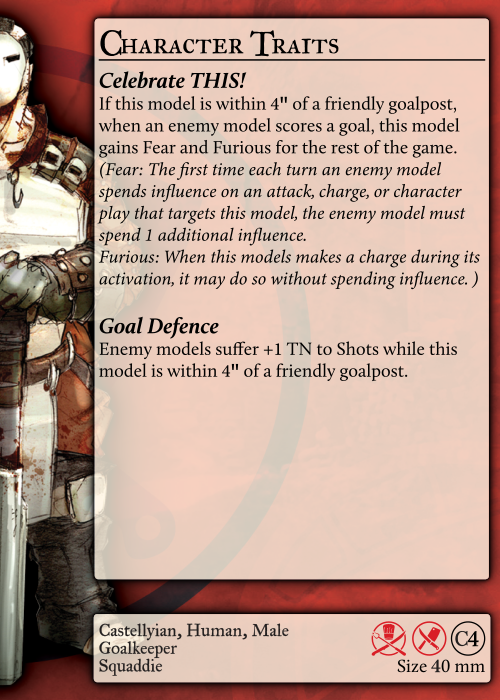 Character Traits
Celebrate THIS!
If this model is within 4" of a friendly goalpost,
when an enemy model scores a goal, this model
gains Fear and Furious for the rest of the game.
(Fear: The first time each turn an enemy model
spends influence on an attack, charge, or character
play that targets this model, the enemy model must
spend 1 additional influence.
Furious: When this models makes a charge during its
activation, it may do so without spending influence. )
Goal Defence
Enemy models suffer +1 TN to Shots while this
model is within 4" of a friendly goalpost.
Castellyian, Human, Male
Goalkeeper
Squaddie
C4
Size 40 mm